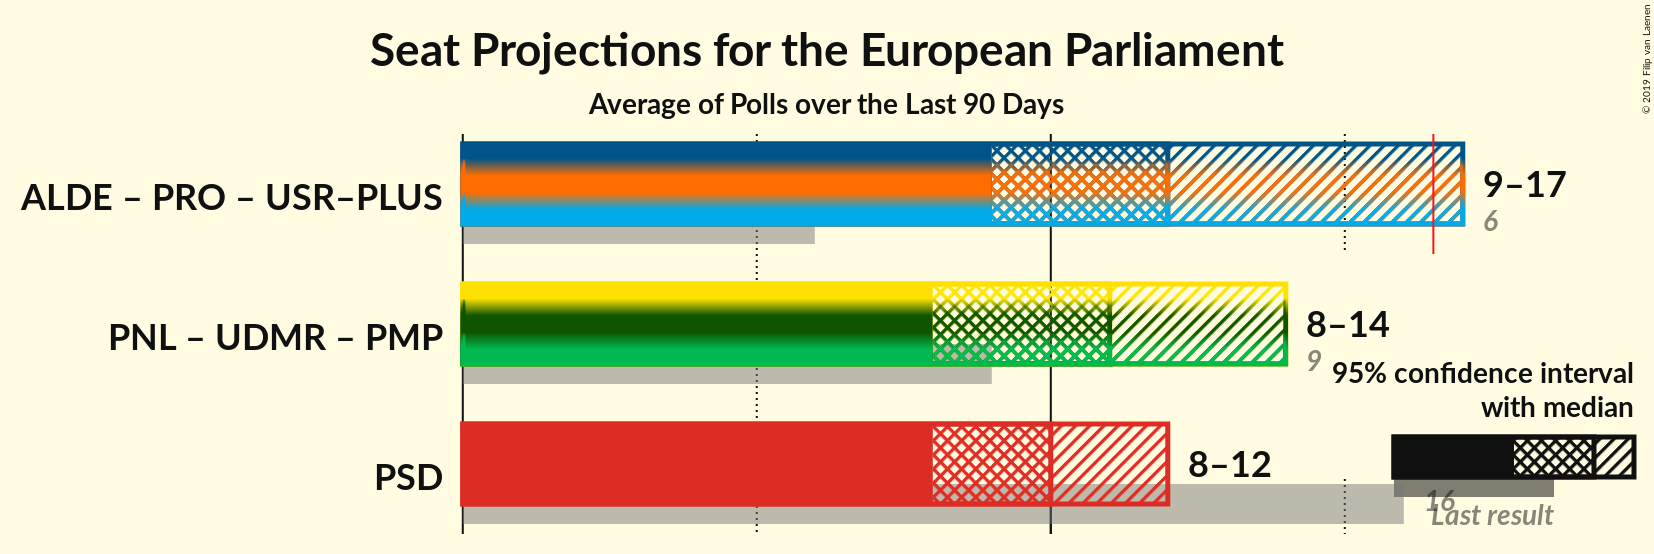 Seat Projections for the European Parliament
Average of Polls over the Last 90 Days
© 2019 Filip van Laenen
ALDE – PRO – USR–PLUS
9–17
6
PNL – UDMR – PMP
8–14
9
95% confidence interval
with median
PSD
8–12
16
Last result